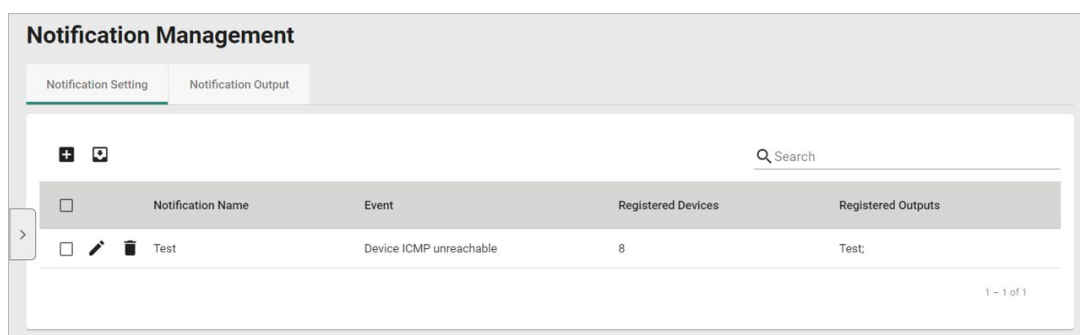 Notification Management
Notification Setting Notification Output
Search
Notification Name Event Registered Devices Registered Outputs
Test Device ICMP unreachable 8 Test;
1 – 1 of 1